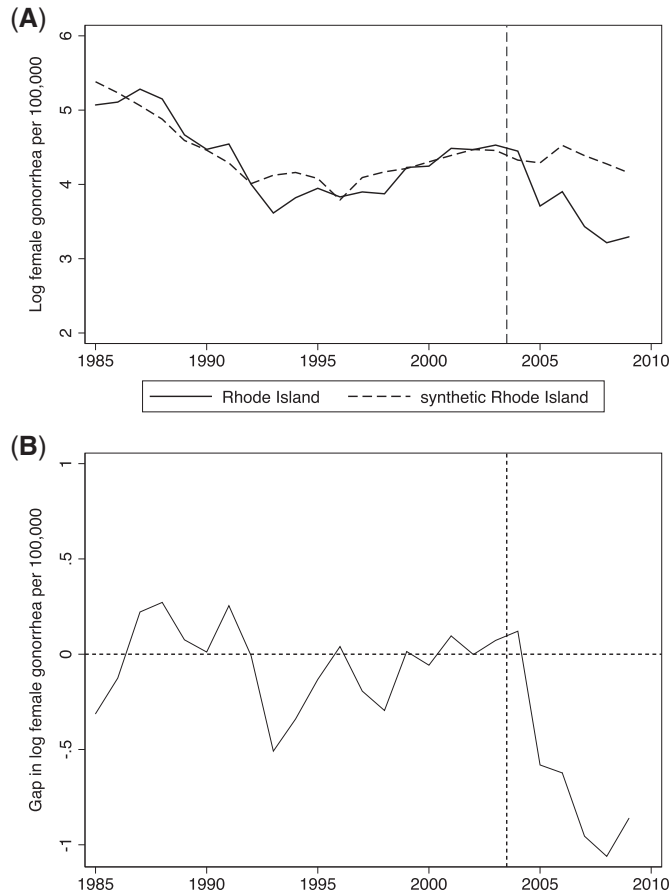 (A)
Log female gonorrhea per 100,000
6
5
4
3
2
1985 1990 1995 2000 2005 2010
Rhode Island synthetic Rhode Island
(B)
Gap in log female gonorrhea per 100,000
1
.5
0
-.5
-1
1985 1990 1995 2000 2005 2010